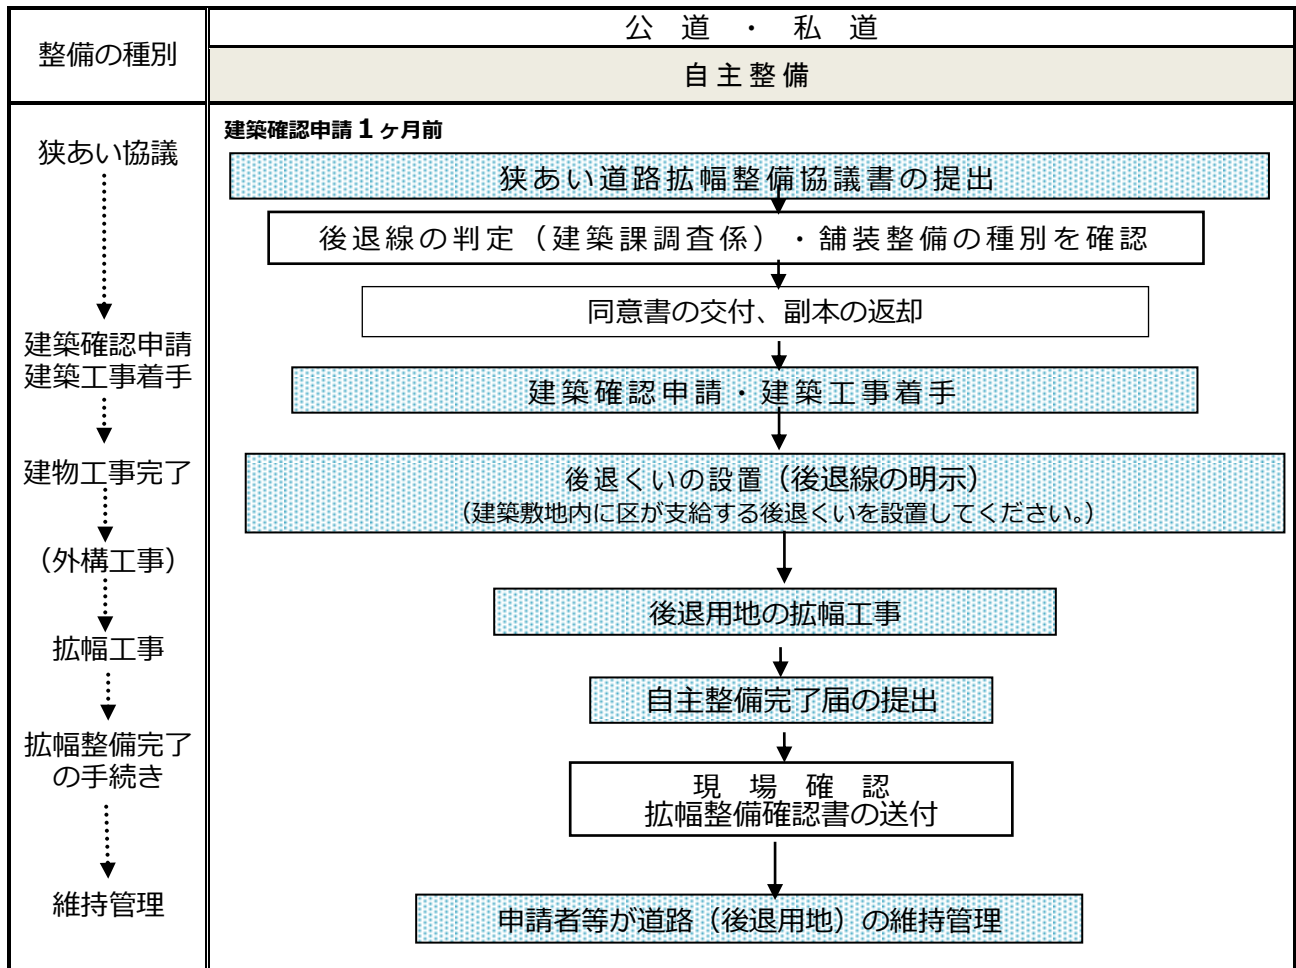 整備の種別
公道・私道
自主整備
狭あい協議
建築確認申請
建築工事着手
建物工事完了
（外構工事）
拡幅工事
拡幅整備完了
の手続き
維持管理
建築確認申請１ヶ月前
狭あい道路拡幅整備協議書の提出
後退線の判定（建築課調査係）・舗装整備の種別を確認
同意書の交付、副本の返却
建築確認申請・建築工事着手
後退くいの設置（後退線の明示）
（建築敷地内に区が支給する後退くいを設置してください。）
後退用地の拡幅工事
自主整備完了届の提出
現場確認
拡幅整備確認書の送付
申請者等が道路（後退用地）の維持管理